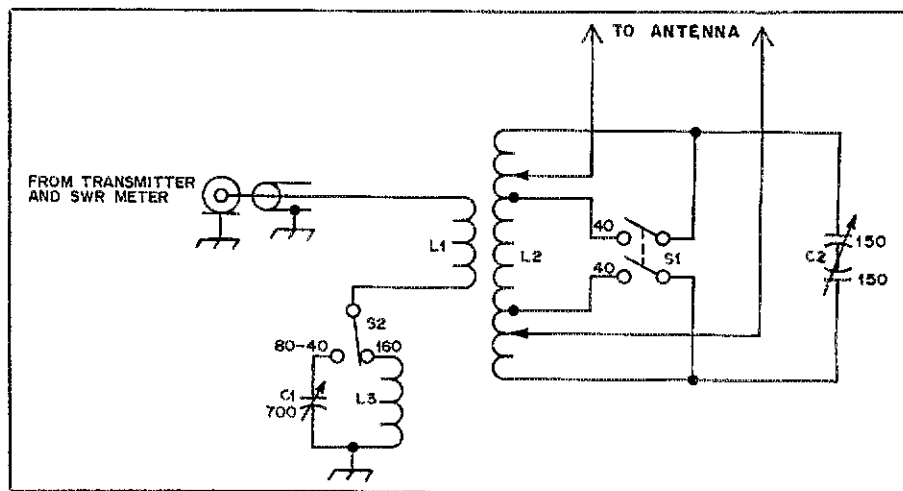 TO ANTENNA
FROM TRANSMITTER
AND SWR METER
L1
L2
40
40
S1
C2
150
150
S2
80-40
160
C1
700
L3